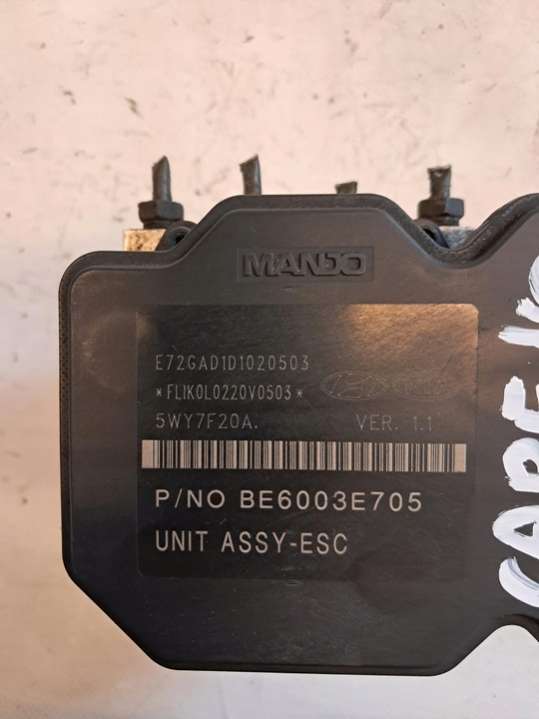 MANDO
E72GAD1D1020503
*FLIK0L0220V0503*
5WY7F20A. VER. 1.1
P/NO BE6003E705
UNIT ASSY-ESC